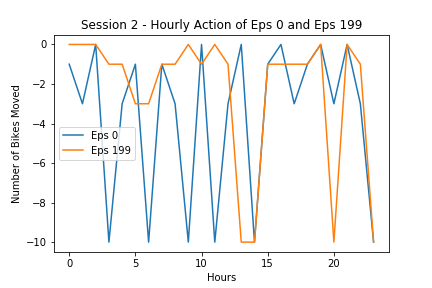 Session 2 - Hourly Action of Eps 0 and Eps 199
0
−2
−4
−6
−8
−10
Number of Bikes Moved
Eps 0
Eps 199
0
5
10
15
20
Hours